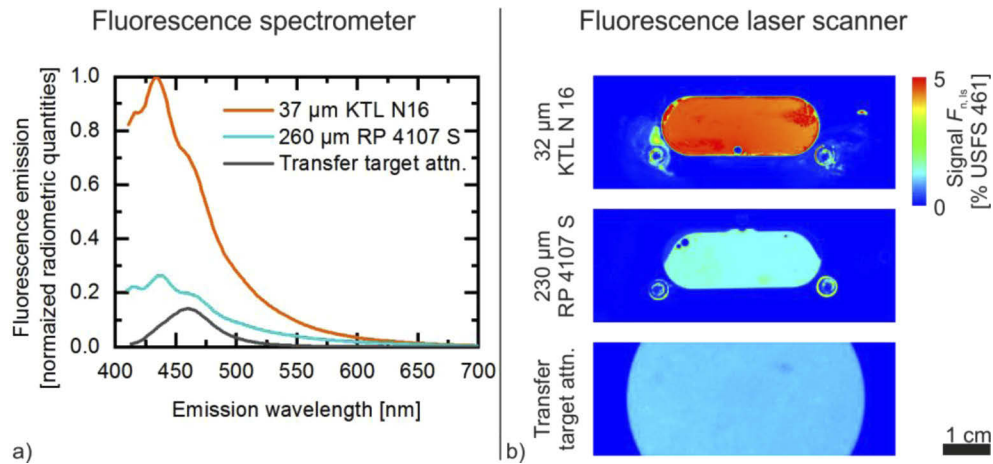 Fluorescence spectrometer
Fluorescence emission
[normaized radiometric quantities]
1.0
0.8
0.6
0.4
0.2
0.0
37 µm KTL N16
260 µm RP 4107 S
Transfer target attn.
400 450 500 550 600 650 700
Emission wavelength [nm]
a)
Fluorescence laser scanner
32 µm
KTL N 16
230 µm
RP 4107 S
Transfer
target attn.
5
0
Signal Fn,ls
[% USFS 461]
1 cm
b)